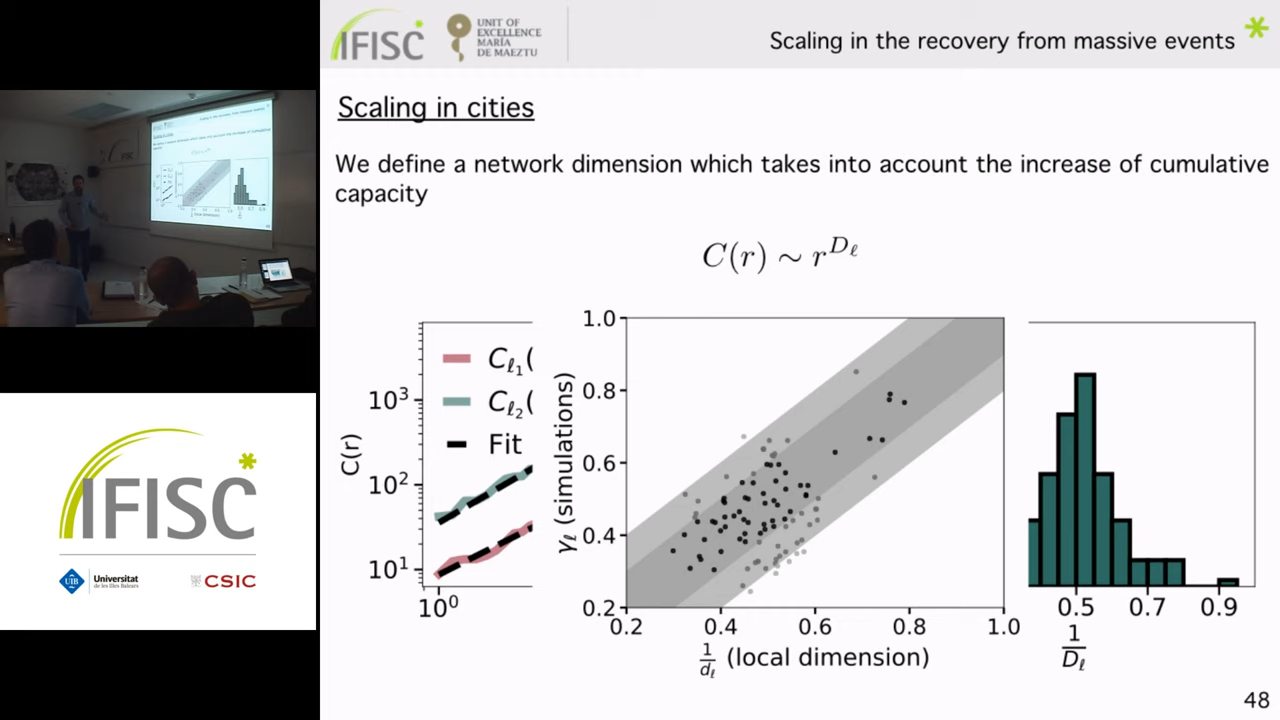 IFISC
UNIT OF
EXCELLENCE
MARÍA
DE MAEZTU
Scaling in the recovery from massive events
Scaling in cities
We define a network dimension which takes into account the increase of cumulative
capacity
C(r) ∼ r^{D_ℓ}
C(r)
10³
10²
10¹
10⁰
C_{ℓ₁}(
C_{ℓ₂}(
Fit
γ_ℓ (simulations)
1.0
0.8
0.6
0.4
0.2
0.2 0.4 0.6 0.8 1.0
1/d_ℓ (local dimension)
0.5 0.7 0.9
1/D_ℓ
48
IFISC
UIB
Universitat
de les Illes Balears
CSIC